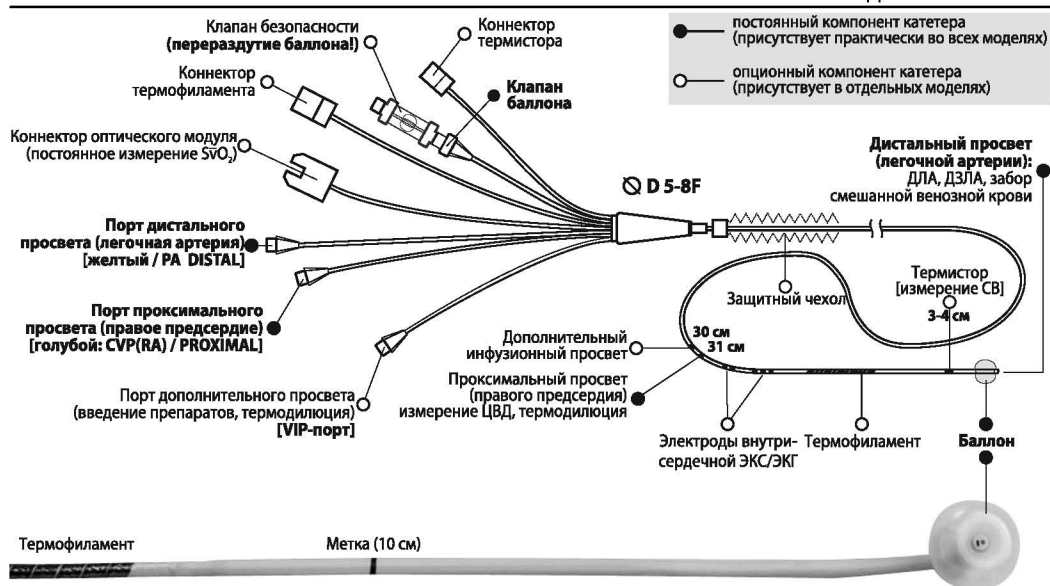 Клапан безопасности
(перераздутие баллона!)
Коннектор
термистора
Коннектор
термофиламента
Клапан
баллона
Коннектор оптического модуля
(постоянное измерение Sv̄O₂)
постоянный компонент катетера
(присутствует практически во всех моделях)
опционный компонент катетера
(присутствует в отдельных моделях)
Дистальный просвет
(легочной артерии):
ДЛА, ДЗЛА, забор
смешанной венозной крови
∅ D 5-8F
Порт дистального
просвета (легочная артерия)
[желтый / PA DISTAL]
Порт проксимального
просвета (правое предсердие)
[голубой: CVP(RA) / PROXIMAL]
Порт дополнительного просвета
(введение препаратов, термодилюция)
[VIP-порт]
Защитный чехол
Термистор
[измерение СВ]
3-4 см
30 см
31 см
Дополнительный
инфузионный просвет
Проксимальный просвет
(правого предсердия)
измерение ЦВД, термодилюция
Электроды внутри-
сердечной ЭКС/ЭКГ
Термофиламент
Баллон
Термофиламент
Метка (10 см)